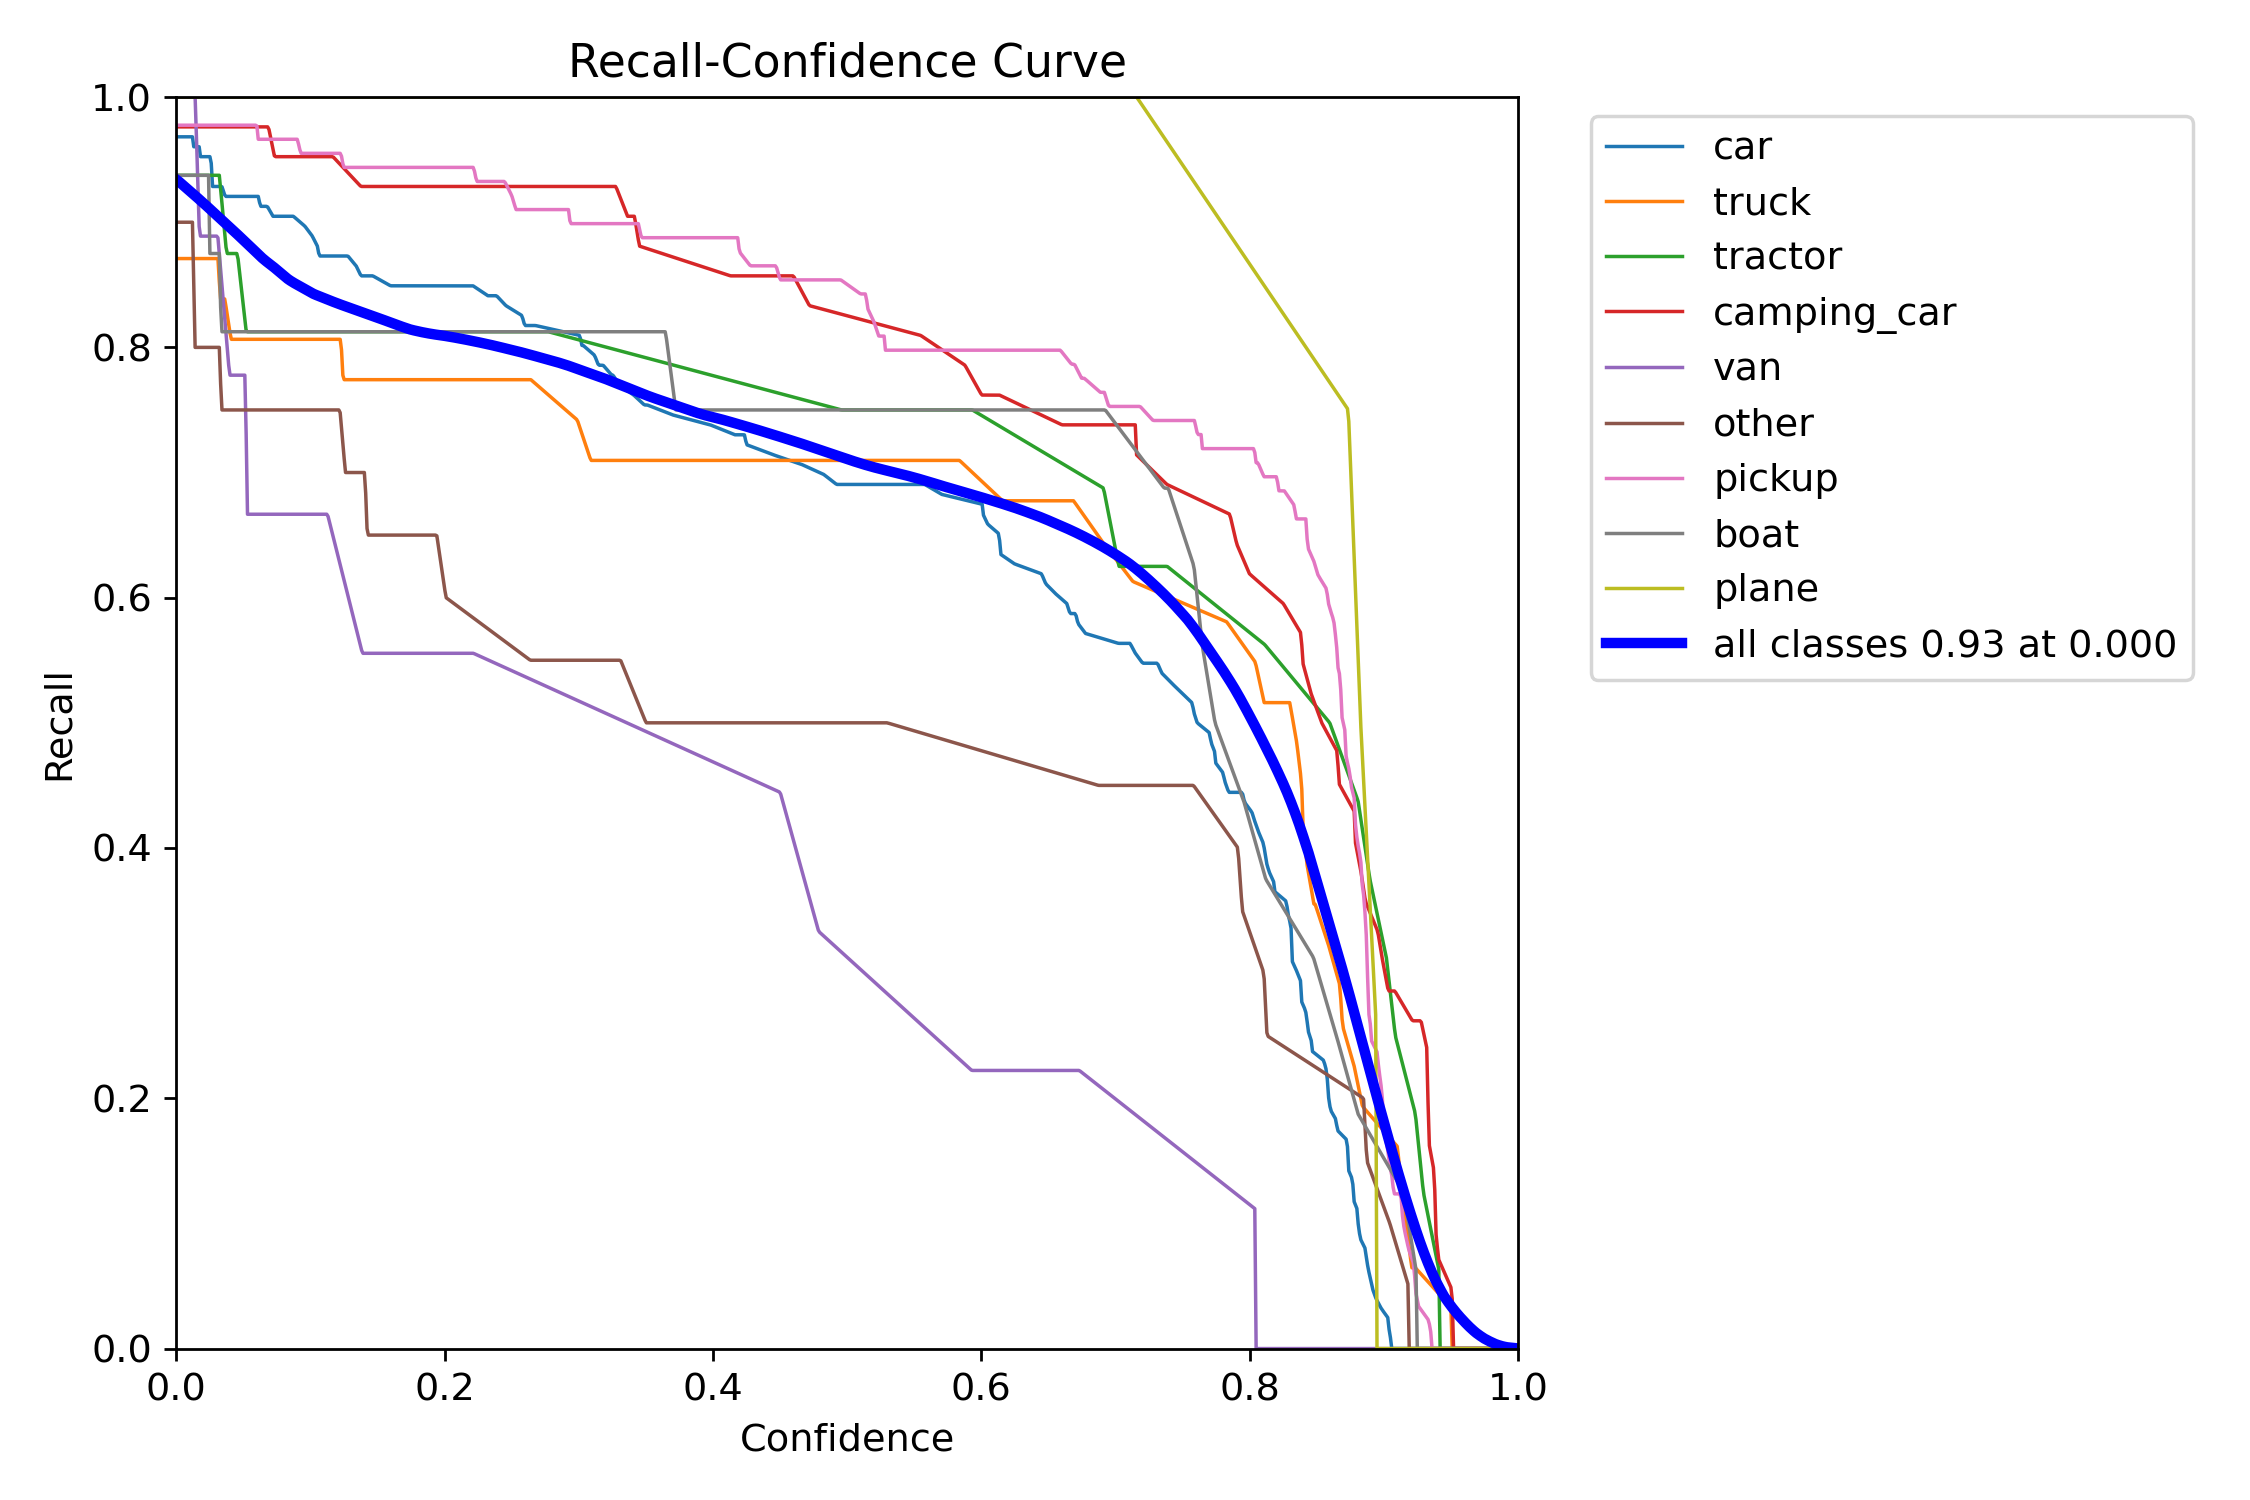 Recall-Confidence Curve
1.0
0.8
0.6
0.4
0.2
0.0
Recall
0.0 0.2 0.4 0.6 0.8 1.0
Confidence
car
truck
tractor
camping_car
van
other
pickup
boat
plane
all classes 0.93 at 0.000